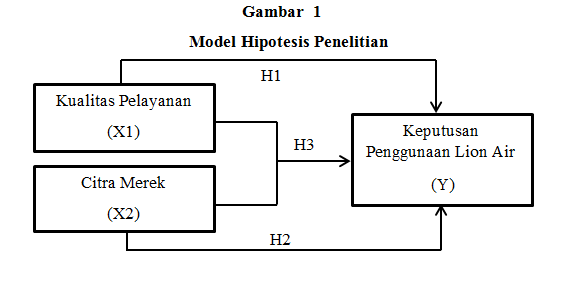 Gambar 1
Model Hipotesis Penelitian
H1
Kualitas Pelayanan
(X1)
H3
Keputusan
Penggunaan Lion Air
(Y)
Citra Merek
(X2)
H2